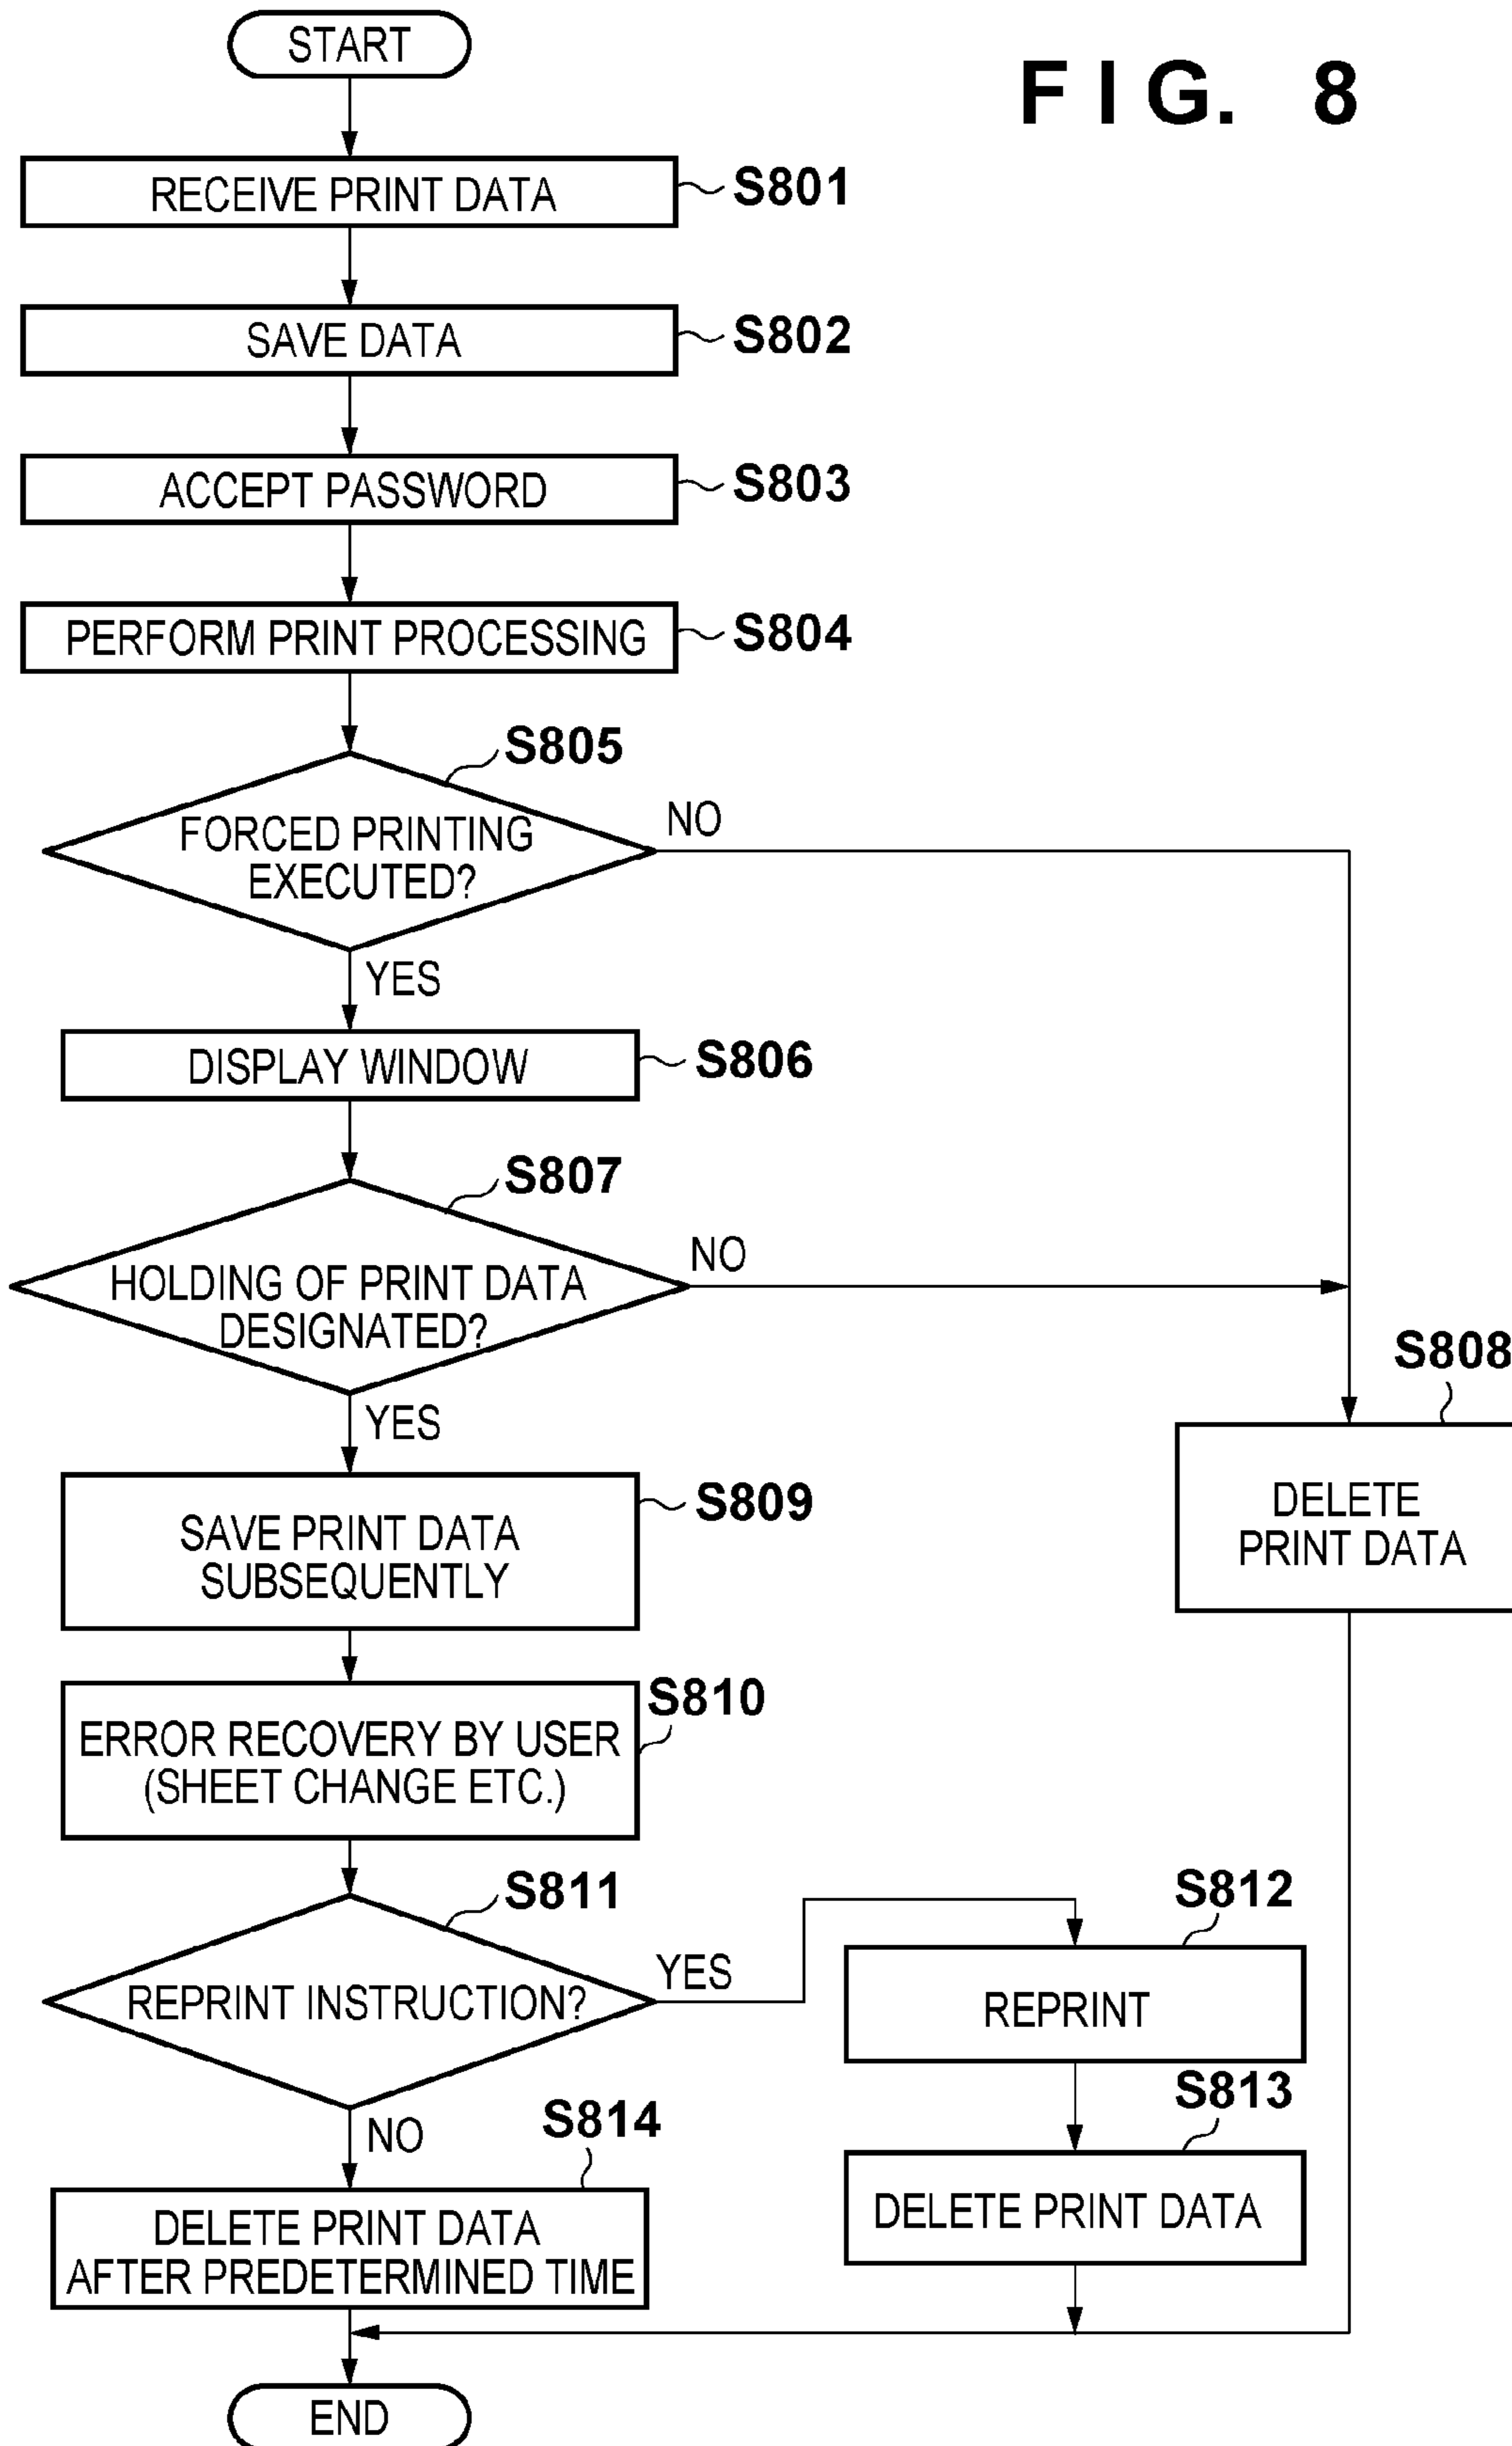 START
FIG. 8
RECEIVE PRINT DATA
S801
SAVE DATA
S802
ACCEPT PASSWORD
S803
PERFORM PRINT PROCESSING
S804
S805
FORCED PRINTING
EXECUTED?
NO
YES
DISPLAY WINDOW
S806
S807
HOLDING OF PRINT DATA
DESIGNATED?
NO
YES
S808
DELETE
PRINT DATA
SAVE PRINT DATA
SUBSEQUENTLY
S809
ERROR RECOVERY BY USER
(SHEET CHANGE ETC.)
S810
S811
REPRINT INSTRUCTION?
YES
NO
S812
REPRINT
S813
DELETE PRINT DATA
S814
DELETE PRINT DATA
AFTER PREDETERMINED TIME
END